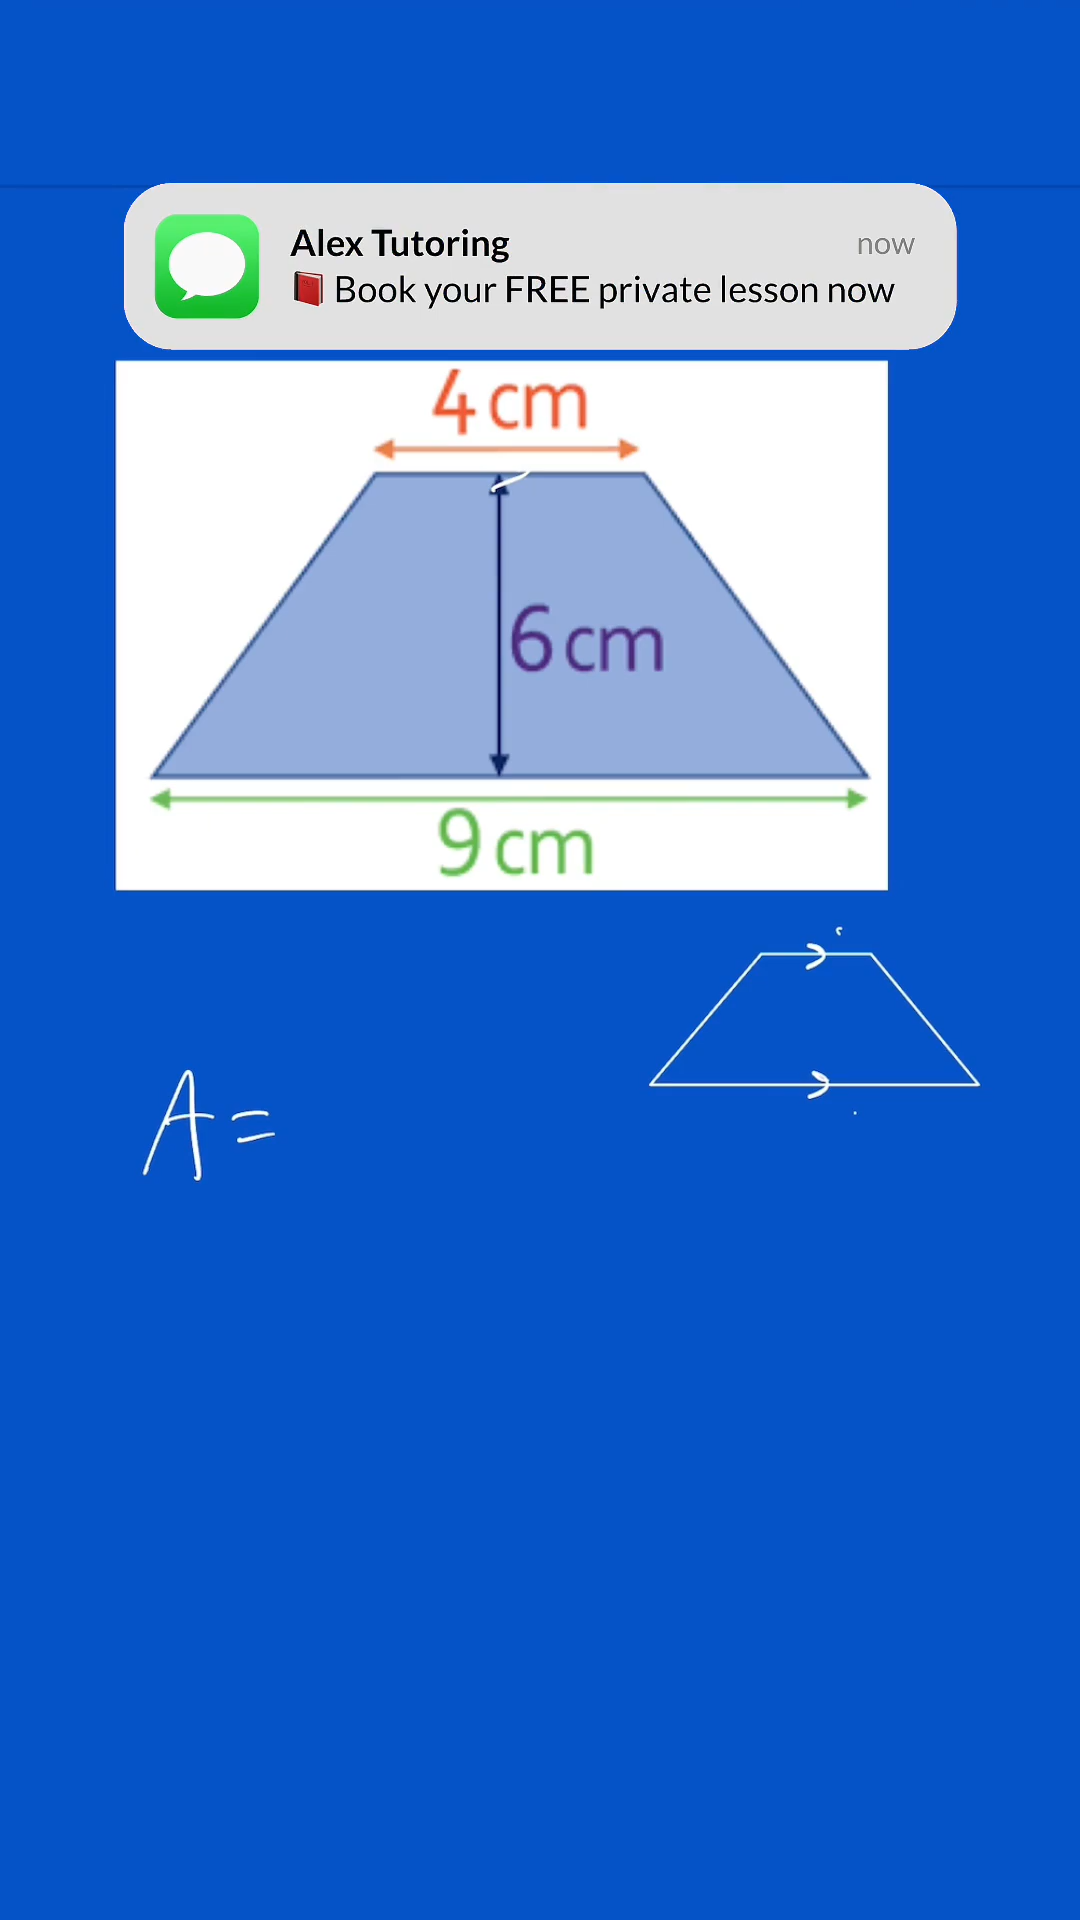 Alex Tutoring
now
📕 Book your FREE private lesson now
4 cm
6 cm
9 cm
A =